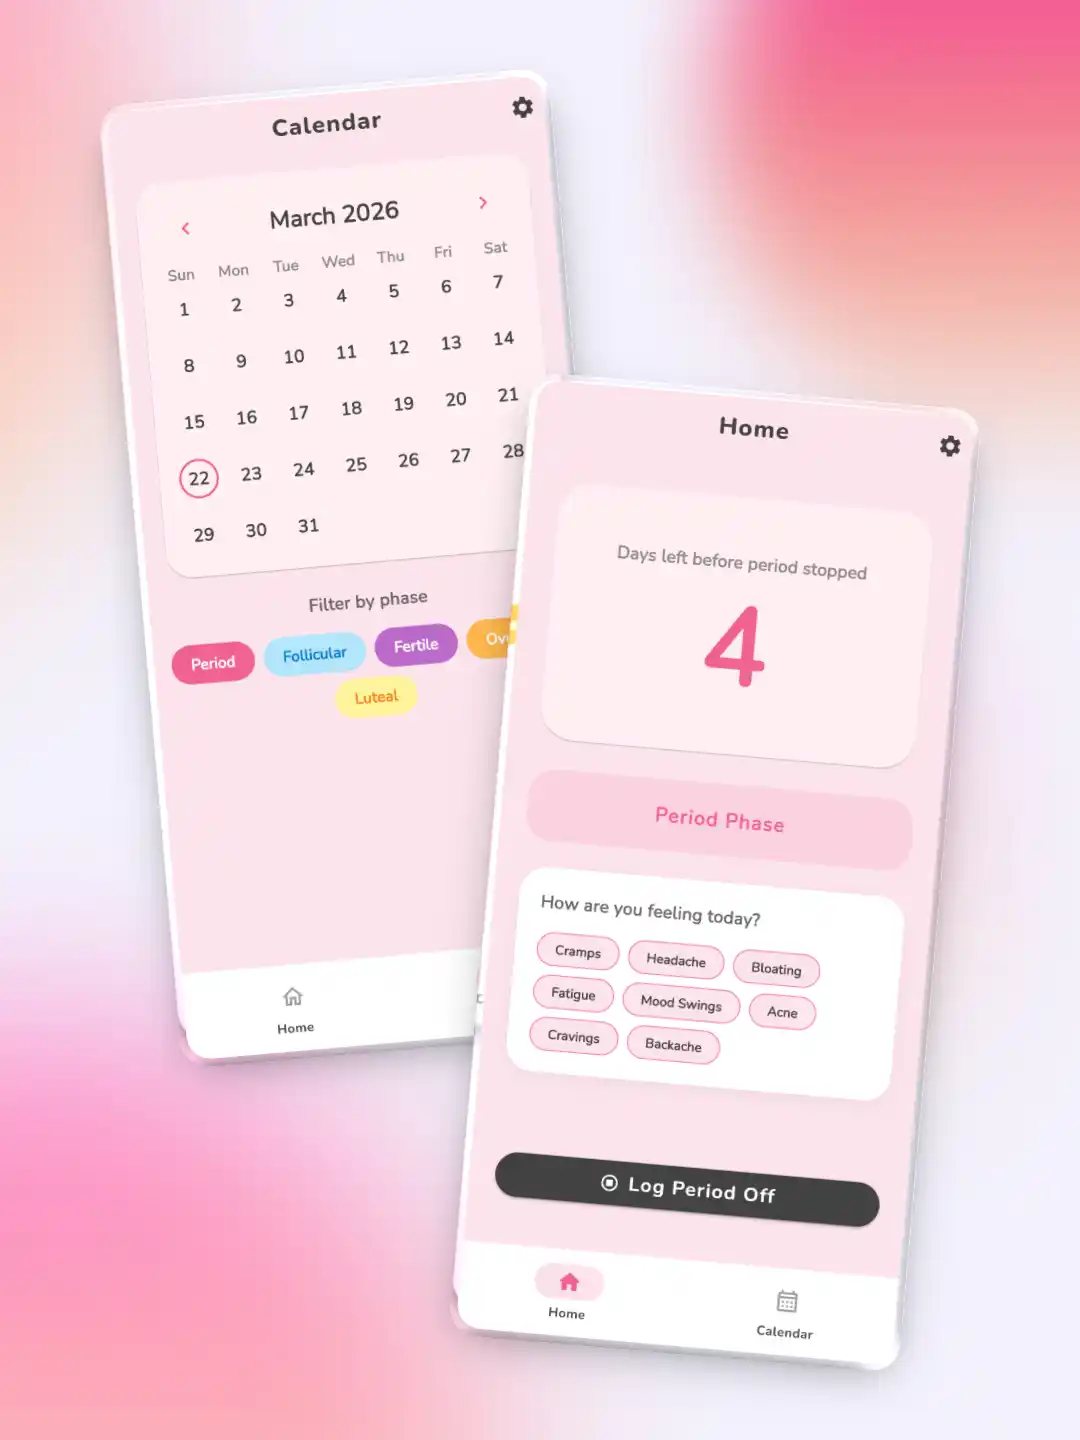 Calendar
March 2026
Sun Mon Tue Wed Thu Fri Sat
1 2 3 4 5 6 7
8 9 10 11 12 13 14
15 16 17 18 19 20 21
22 23 24 25 26 27 28
29 30 31
Filter by phase
Period Follicular Fertile
Luteal
Home
Home
Days left before period stopped
4
Period Phase
How are you feeling today?
Cramps Headache Bloating
Fatigue Mood Swings Acne
Cravings Backache
Log Period Off
Home Calendar